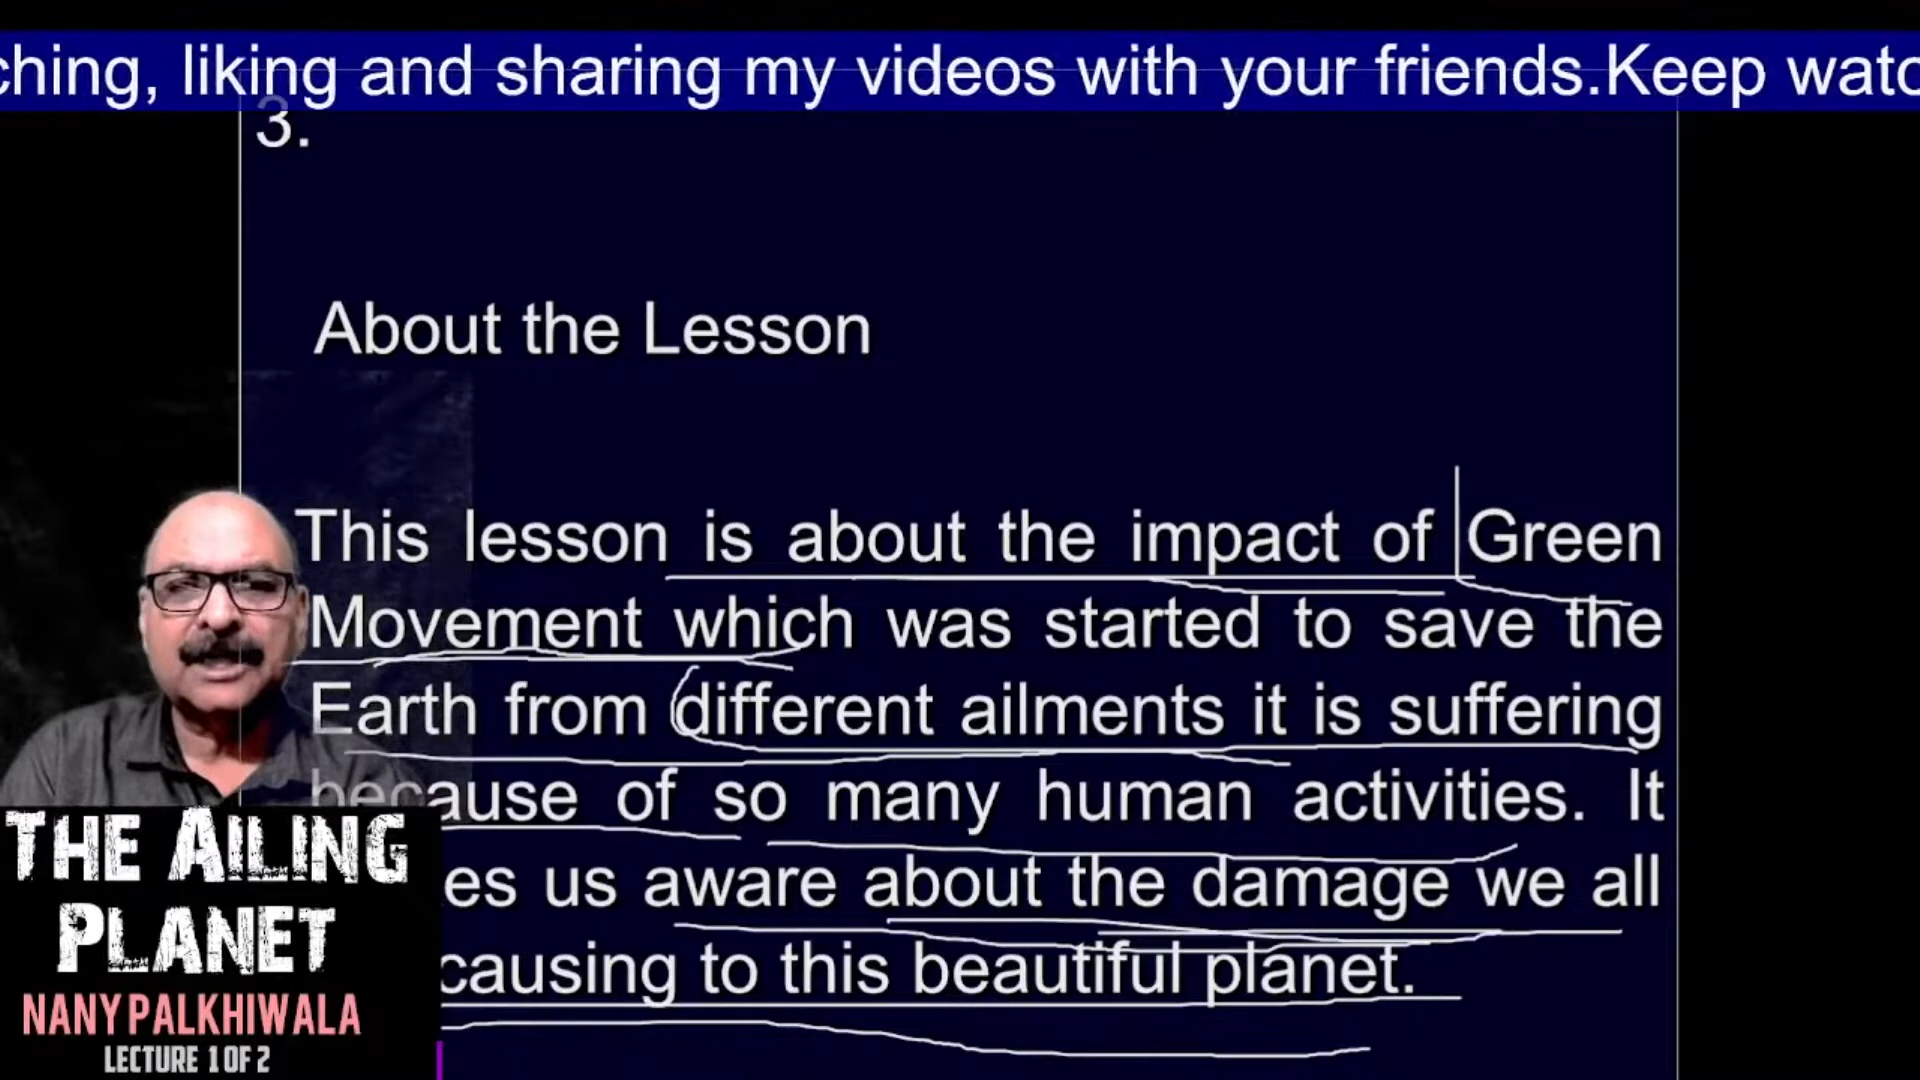 ching, liking and sharing my videos with your friends.Keep watc
3.
About the Lesson
This lesson is about the impact of Green
Movement which was started to save the
Earth from different ailments it is suffering
because of so many human activities. It
es us aware about the damage we all
causing to this beautiful planet.
THE AILING
PLANET
NANY PALKHIWALA
LECTURE 1 OF 2